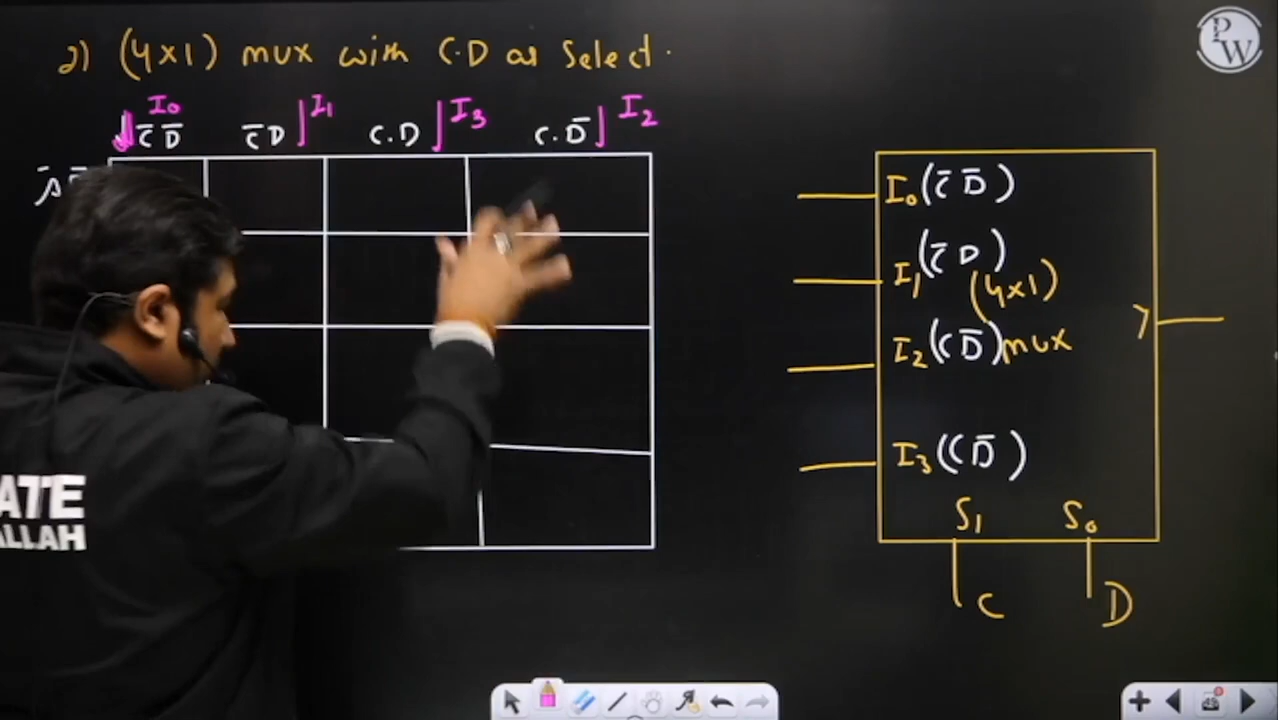 2) (4x1) mux with C.D as Select.
I₀ I₁ I₃ I₂
C̅ D̅ C̅ D C.D C.D̅
I₀(C̅ D̅)
I₁(C̅ D)
(4x1)
I₂(C D̅) mux
Y
I₃(C D̅)
S₁ S₀
C D
PW
ATE
ALLAH